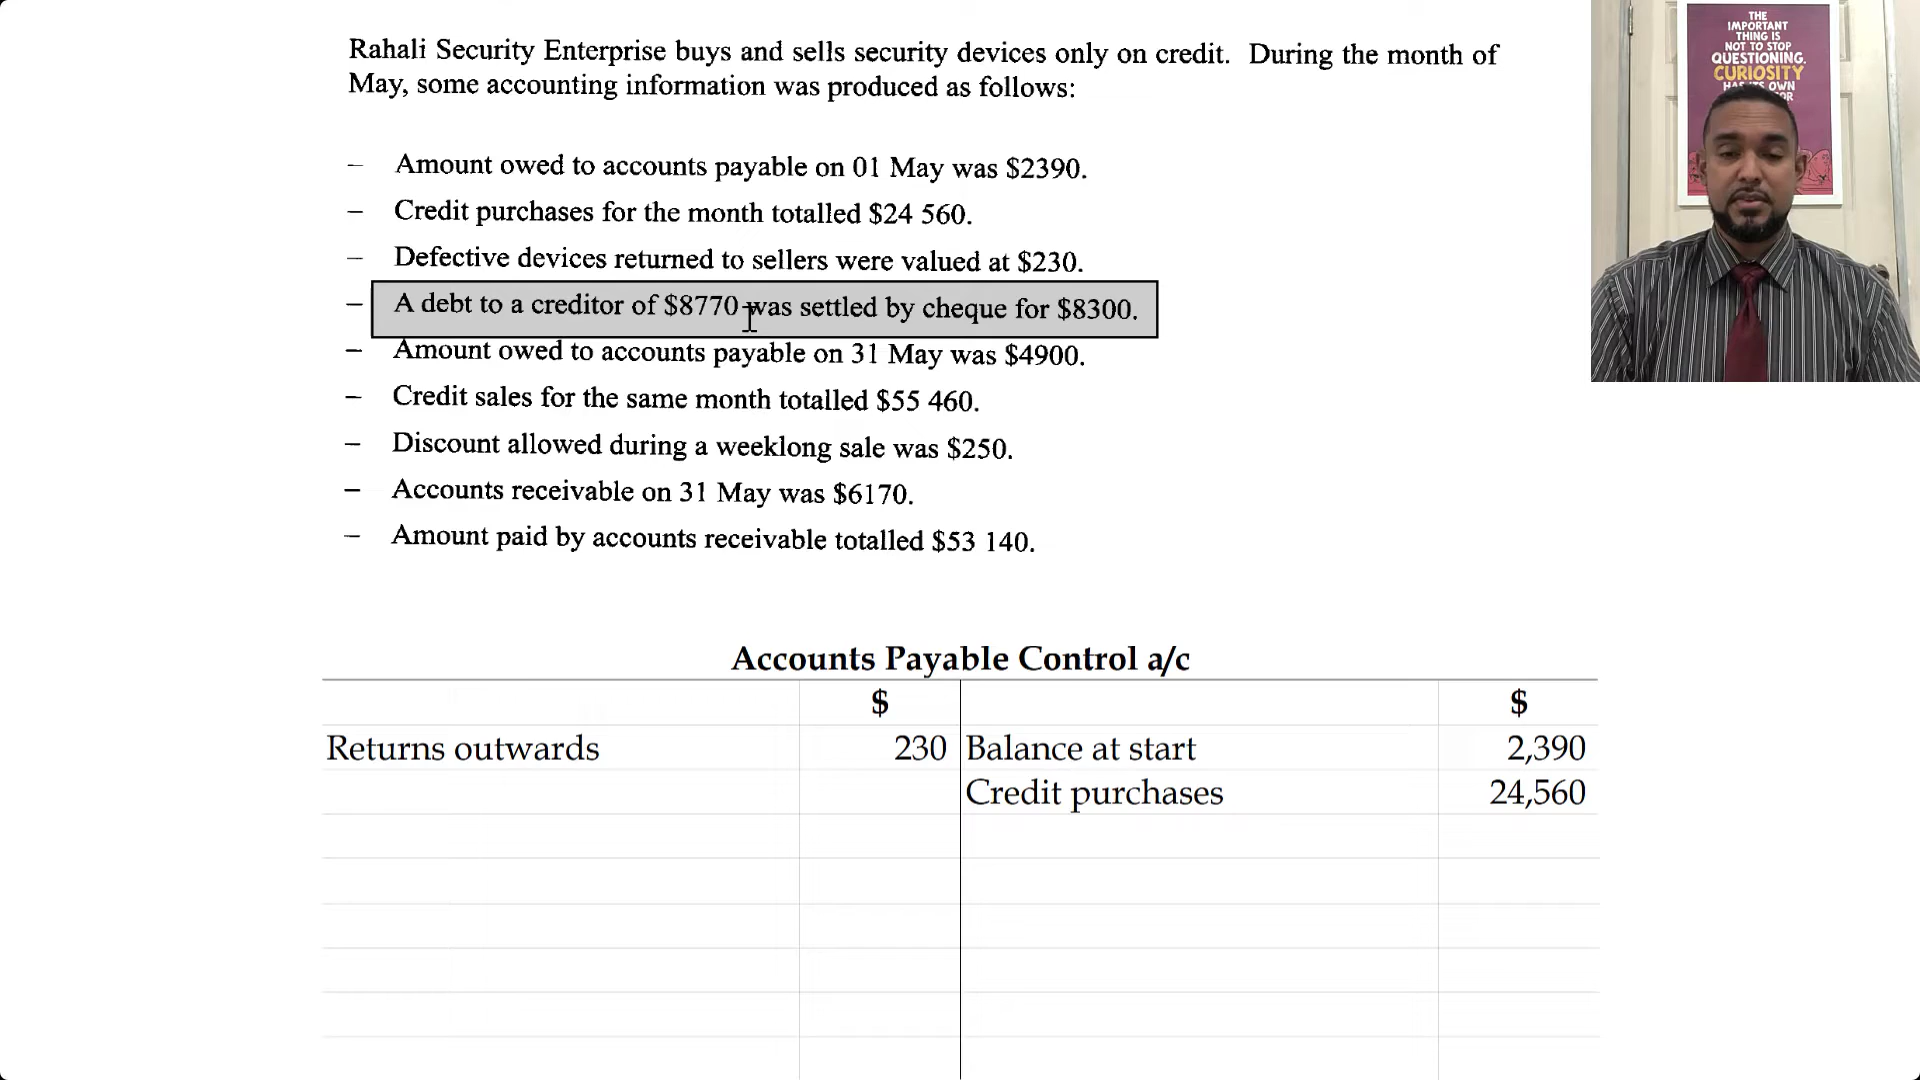 Rahali Security Enterprise buys and sells security devices only on credit. During the month of
May, some accounting information was produced as follows:
– Amount owed to accounts payable on 01 May was $2390.
– Credit purchases for the month totalled $24 560.
– Defective devices returned to sellers were valued at $230.
– A debt to a creditor of $8770 was settled by cheque for $8300.
– Amount owed to accounts payable on 31 May was $4900.
– Credit sales for the same month totalled $55 460.
– Discount allowed during a weeklong sale was $250.
– Accounts receivable on 31 May was $6170.
– Amount paid by accounts receivable totalled $53 140.
THE
IMPORTANT
THING IS
NOT TO STOP
QUESTIONING.
CURIOSITY
OWN
Accounts Payable Control a/c
$ $
Returns outwards 230 Balance at start 2,390
Credit purchases 24,560